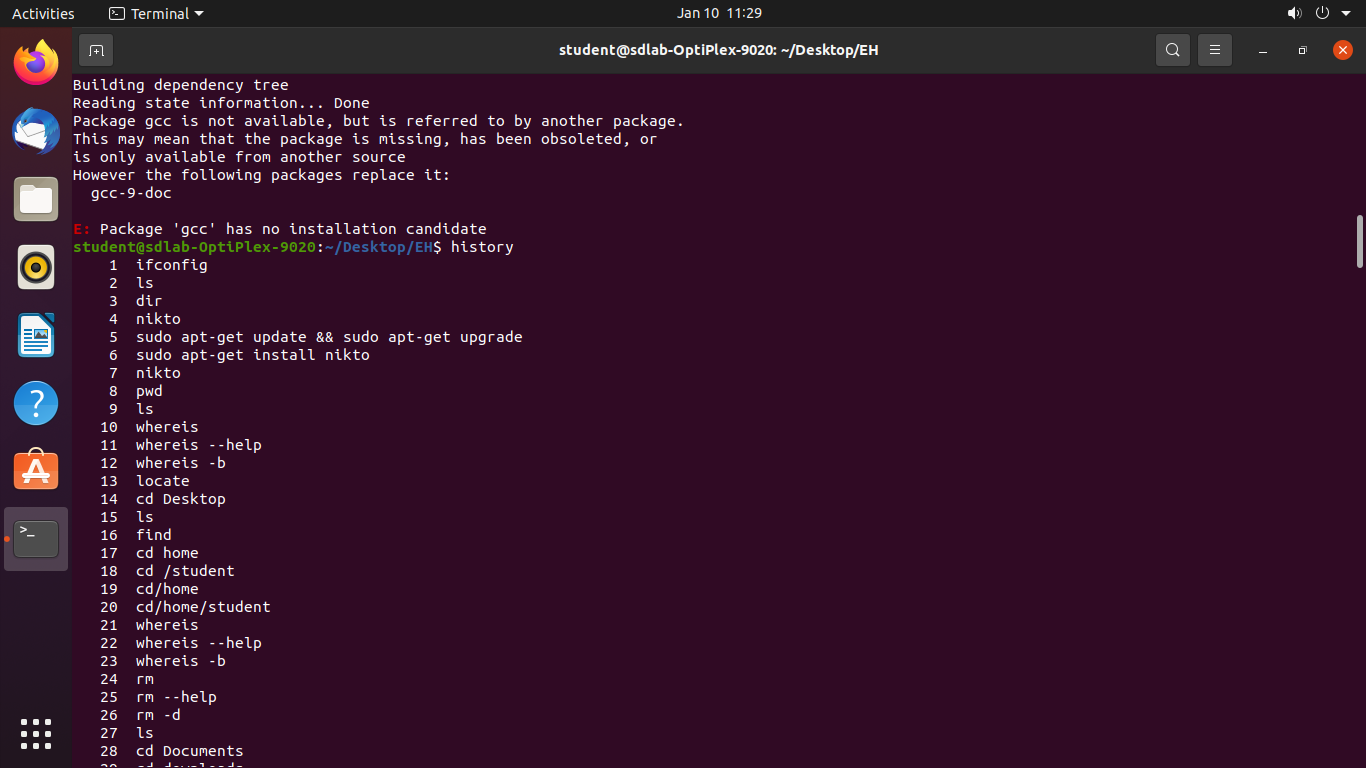 Activities
Terminal
Jan 10 11:29
student@sdlab-OptiPlex-9020: ~/Desktop/EH
Building dependency tree
Reading state information... Done
Package gcc is not available, but is referred to by another package.
This may mean that the package is missing, has been obsoleted, or
is only available from another source
However the following packages replace it:
  gcc-9-doc
E: Package 'gcc' has no installation candidate
student@sdlab-OptiPlex-9020:~/Desktop/EH$ history
    1  ifconfig
    2  ls
    3  dir
    4  nikto
    5  sudo apt-get update && sudo apt-get upgrade
    6  sudo apt-get install nikto
    7  nikto
    8  pwd
    9  ls
   10  whereis
   11  whereis --help
   12  whereis -b
   13  locate
   14  cd Desktop
   15  ls
   16  find
   17  cd home
   18  cd /student
   19  cd/home
   20  cd/home/student
   21  whereis
   22  whereis --help
   23  whereis -b
   24  rm
   25  rm --help
   26  rm -d
   27  ls
   28  cd Documents
   29  cd downloads